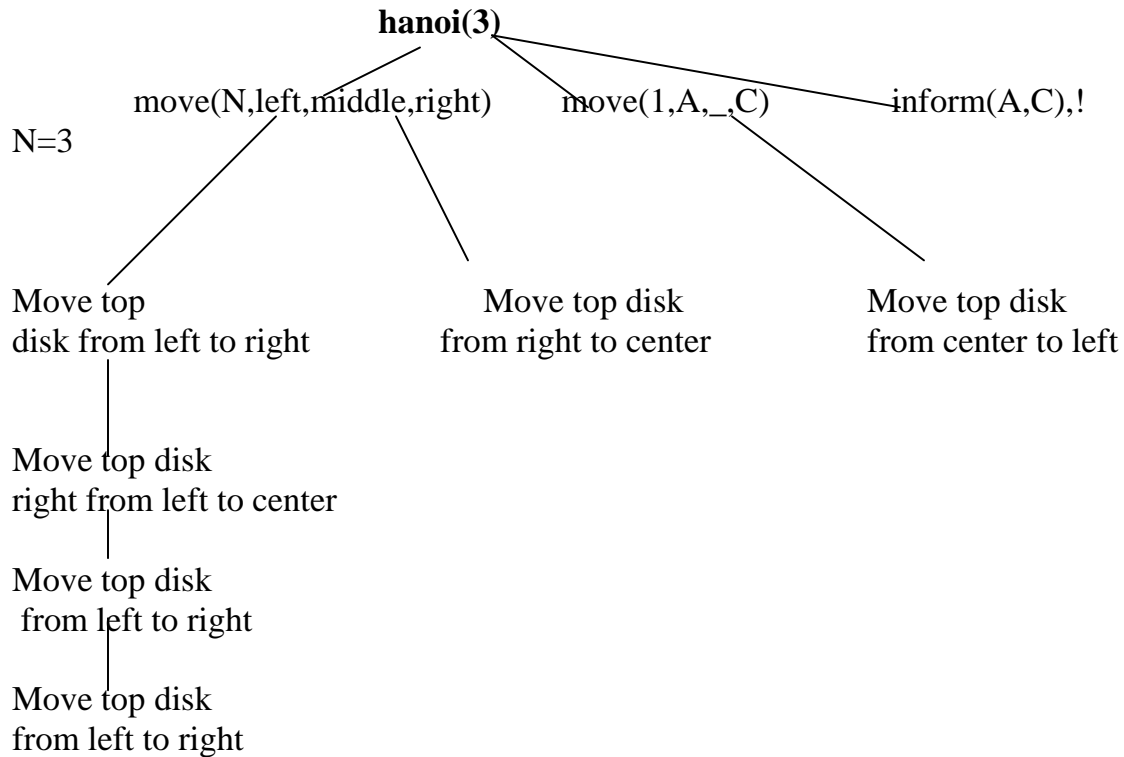 hanoi(3)
move(N,left,middle,right) move(1,A,_,C) inform(A,C),!
N=3
Move top
disk from left to right
Move top disk
from right to center
Move top disk
from center to left
Move top disk
right from left to center
Move top disk
from left to right
Move top disk
from left to right